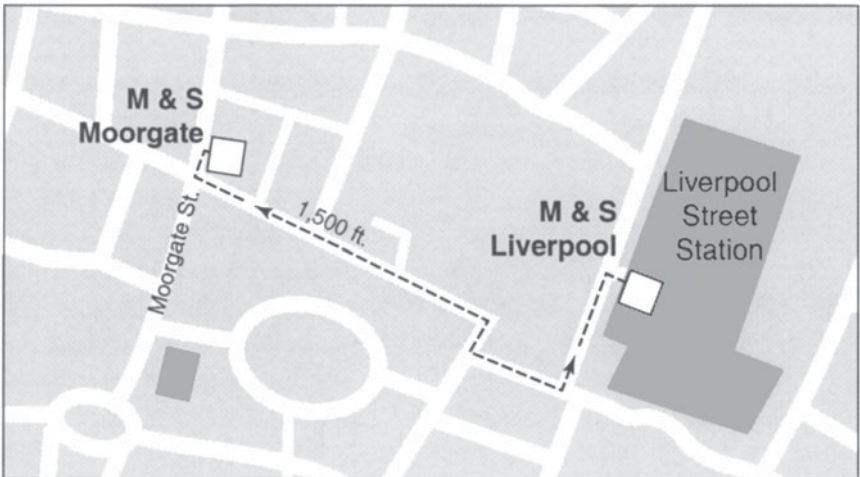 M & S
Moorgate
Moorgate St.
1,500 ft.
M & S
Liverpool
Liverpool
Street
Station